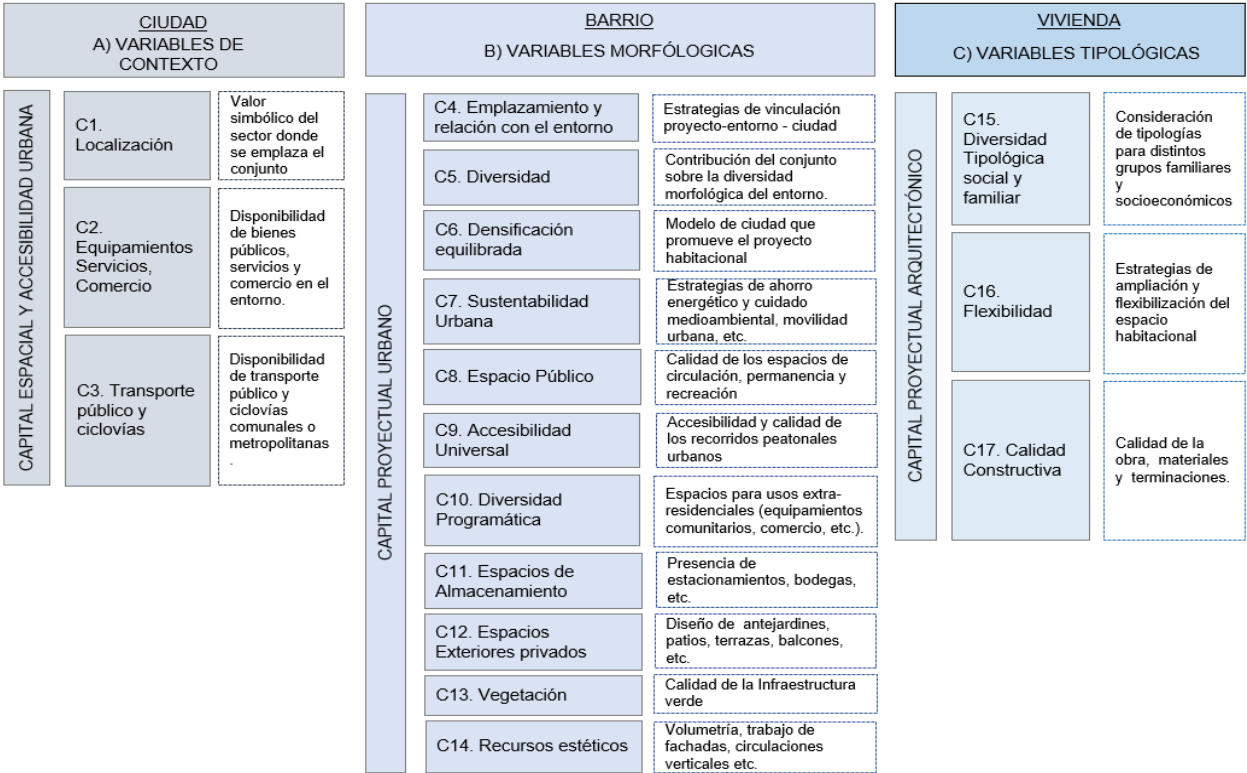 CIUDAD
A) VARIABLES DE
CONTEXTO
CAPITAL ESPACIAL Y ACCESIBILIDAD URBANA
C1.
Localización
Valor
simbólico del
sector donde
se emplaza el
conjunto
C2.
Equipamientos
Servicios,
Comercio
Disponibilidad
de bienes
públicos,
servicios y
comercio en el
entorno.
C3. Transporte
público y
ciclovías
Disponibilidad
de transporte
público y
ciclovías
comunales o
metropolitanas
.
BARRIO
B) VARIABLES MORFÓLOGICAS
CAPITAL PROYECTUAL URBANO
C4. Emplazamiento y
relación con el entorno
Estrategias de vinculación
proyecto-entorno - ciudad
C5. Diversidad
Contribución del conjunto
sobre la diversidad
morfológica del entorno.
C6. Densificación
equilibrada
Modelo de ciudad que
promueve el proyecto
habitacional
C7. Sustentabilidad
Urbana
Estrategias de ahorro
energético y cuidado
medioambiental, movilidad
urbana, etc.
C8. Espacio Público
Calidad de los espacios de
circulación, permanencia y
recreación
C9. Accesibilidad
Universal
Accesibilidad y calidad de
los recorridos peatonales
urbanos
C10. Diversidad
Programática
Espacios para usos extra-
residenciales (equipamientos
comunitarios, comercio, etc.).
C11. Espacios de
Almacenamiento
Presencia de
estacionamientos, bodegas,
etc.
C12. Espacios
Exteriores privados
Diseño de antejardines,
patios, terrazas, balcones,
etc.
C13. Vegetación
Calidad de la Infraestructura
verde
C14. Recursos estéticos
Volumetría, trabajo de
fachadas, circulaciones
verticales etc.
VIVIENDA
C) VARIABLES TIPOLÓGICAS
CAPITAL PROYECTUAL ARQUITECTÓNICO
C15.
Diversidad
Tipológica
social y
familiar
Consideración
de tipologías
para distintos
grupos familiares
y
socioeconómicos
C16.
Flexibilidad
Estrategias de
ampliación y
flexibilización del
espacio
habitacional
C17. Calidad
Constructiva
Calidad de la
obra, materiales
y terminaciones.